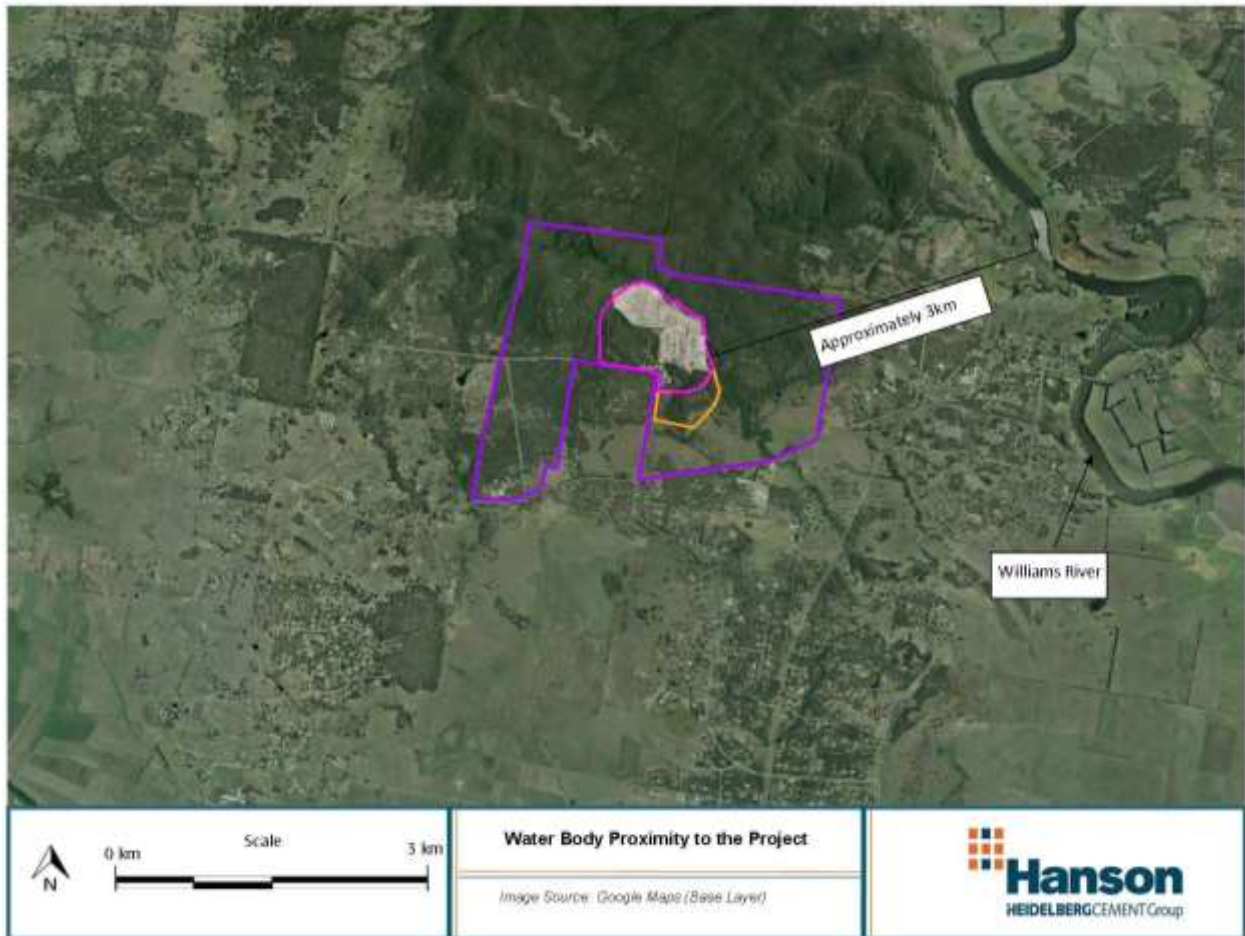 Approximately 3km
Williams River
N
0 km
Scale
3 km
Water Body Proximity to the Project
Image Source: Google Maps (Base Layer)
Hanson
HEIDELBERGCEMENT Group